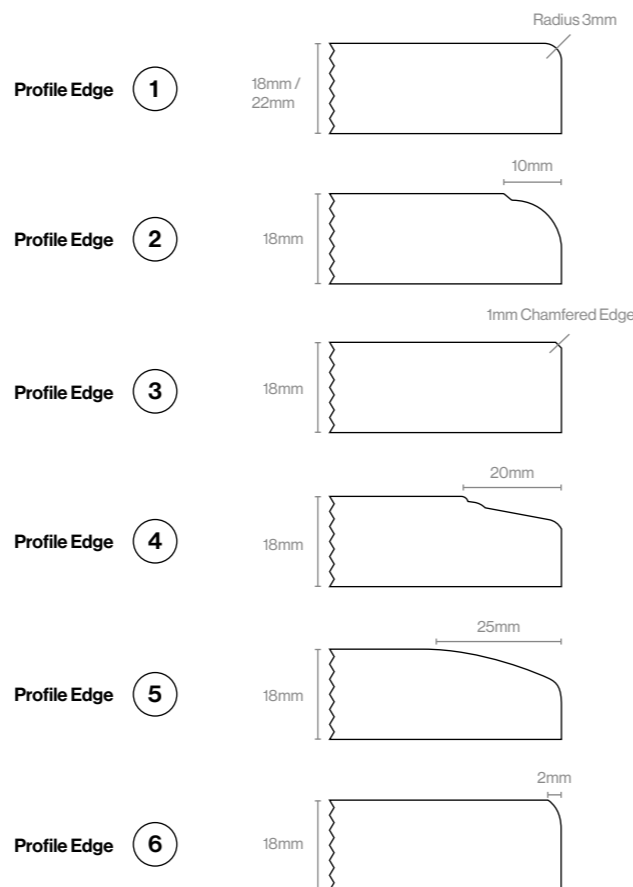 Radius 3mm
Profile Edge 1
18mm /
22mm
10mm
Profile Edge 2
18mm
1mm Chamfered Edge
Profile Edge 3
18mm
20mm
Profile Edge 4
18mm
25mm
Profile Edge 5
18mm
2mm
Profile Edge 6
18mm